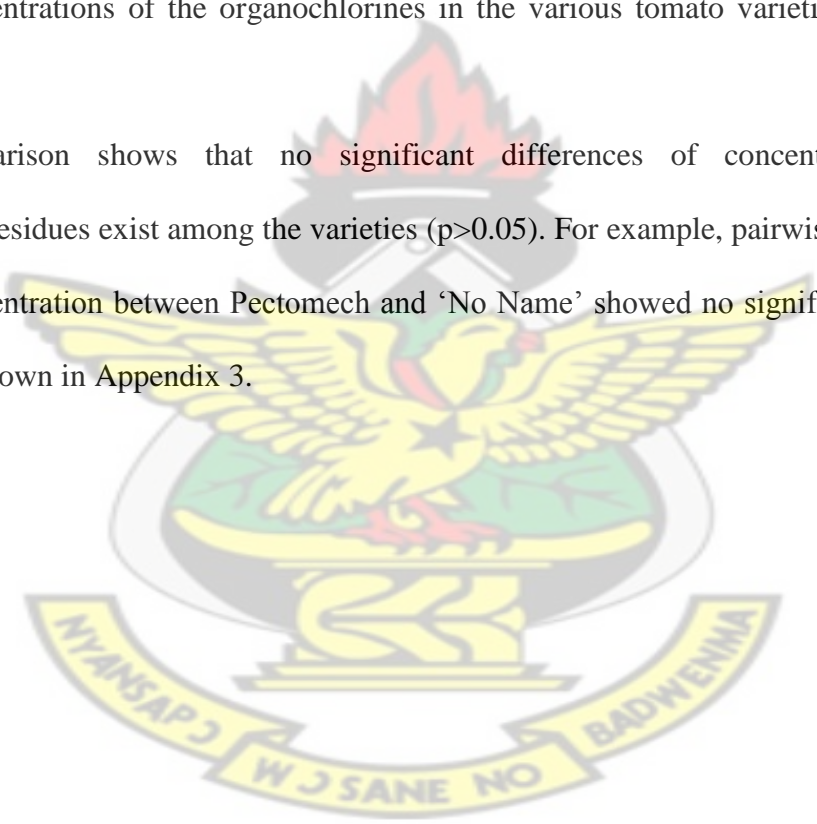 entrations of the organochlorines in the various tomato varieti
arison shows that no significant differences of concent
esidues exist among the varieties (p>0.05). For example, pairwis
entration between Pectomech and ‘No Name’ showed no signif
own in Appendix 3.
NYANSAPƆ WƆSANE NO BADWENMA